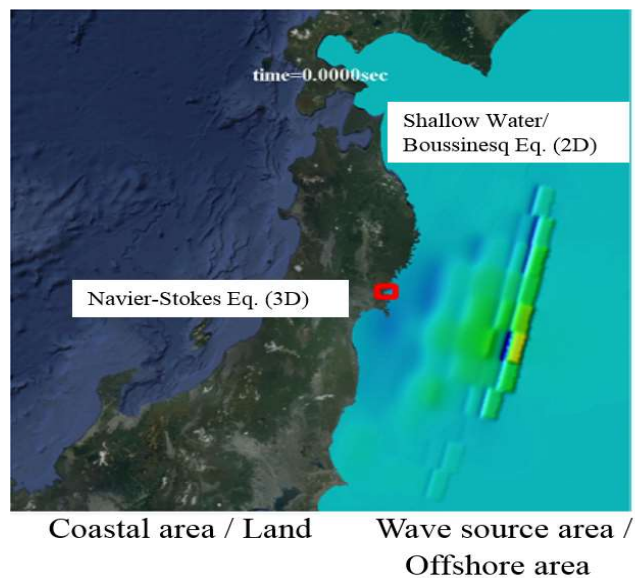 time=0.0000sec
Shallow Water/
Boussinesq Eq. (2D)
Navier-Stokes Eq. (3D)
Coastal area / Land
Wave source area /
Offshore area